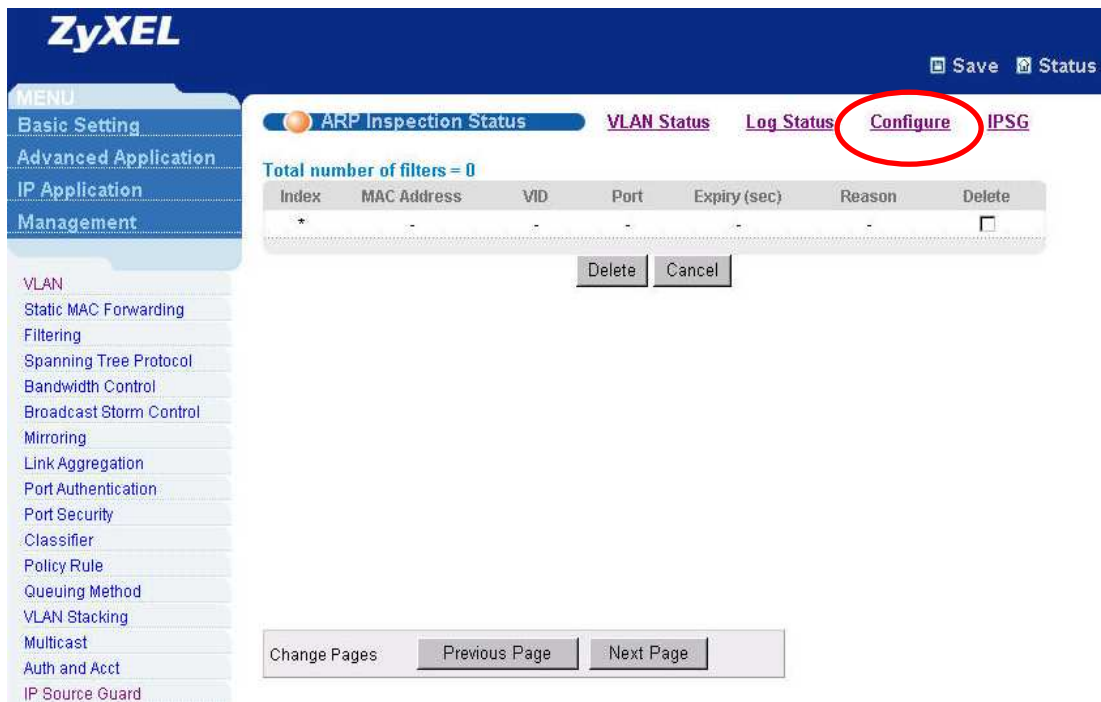 ZyXEL
Save Status
MENU
Basic Setting
Advanced Application
IP Application
Management
VLAN
Static MAC Forwarding
Filtering
Spanning Tree Protocol
Bandwidth Control
Broadcast Storm Control
Mirroring
Link Aggregation
Port Authentication
Port Security
Classifier
Policy Rule
Queuing Method
VLAN Stacking
Multicast
Auth and Acct
IP Source Guard
ARP Inspection Status VLAN Status Log Status Configure IPSG
Total number of filters = 0
Index MAC Address VID Port Expiry (sec) Reason Delete
* - - - - -
Delete Cancel
Change Pages Previous Page Next Page